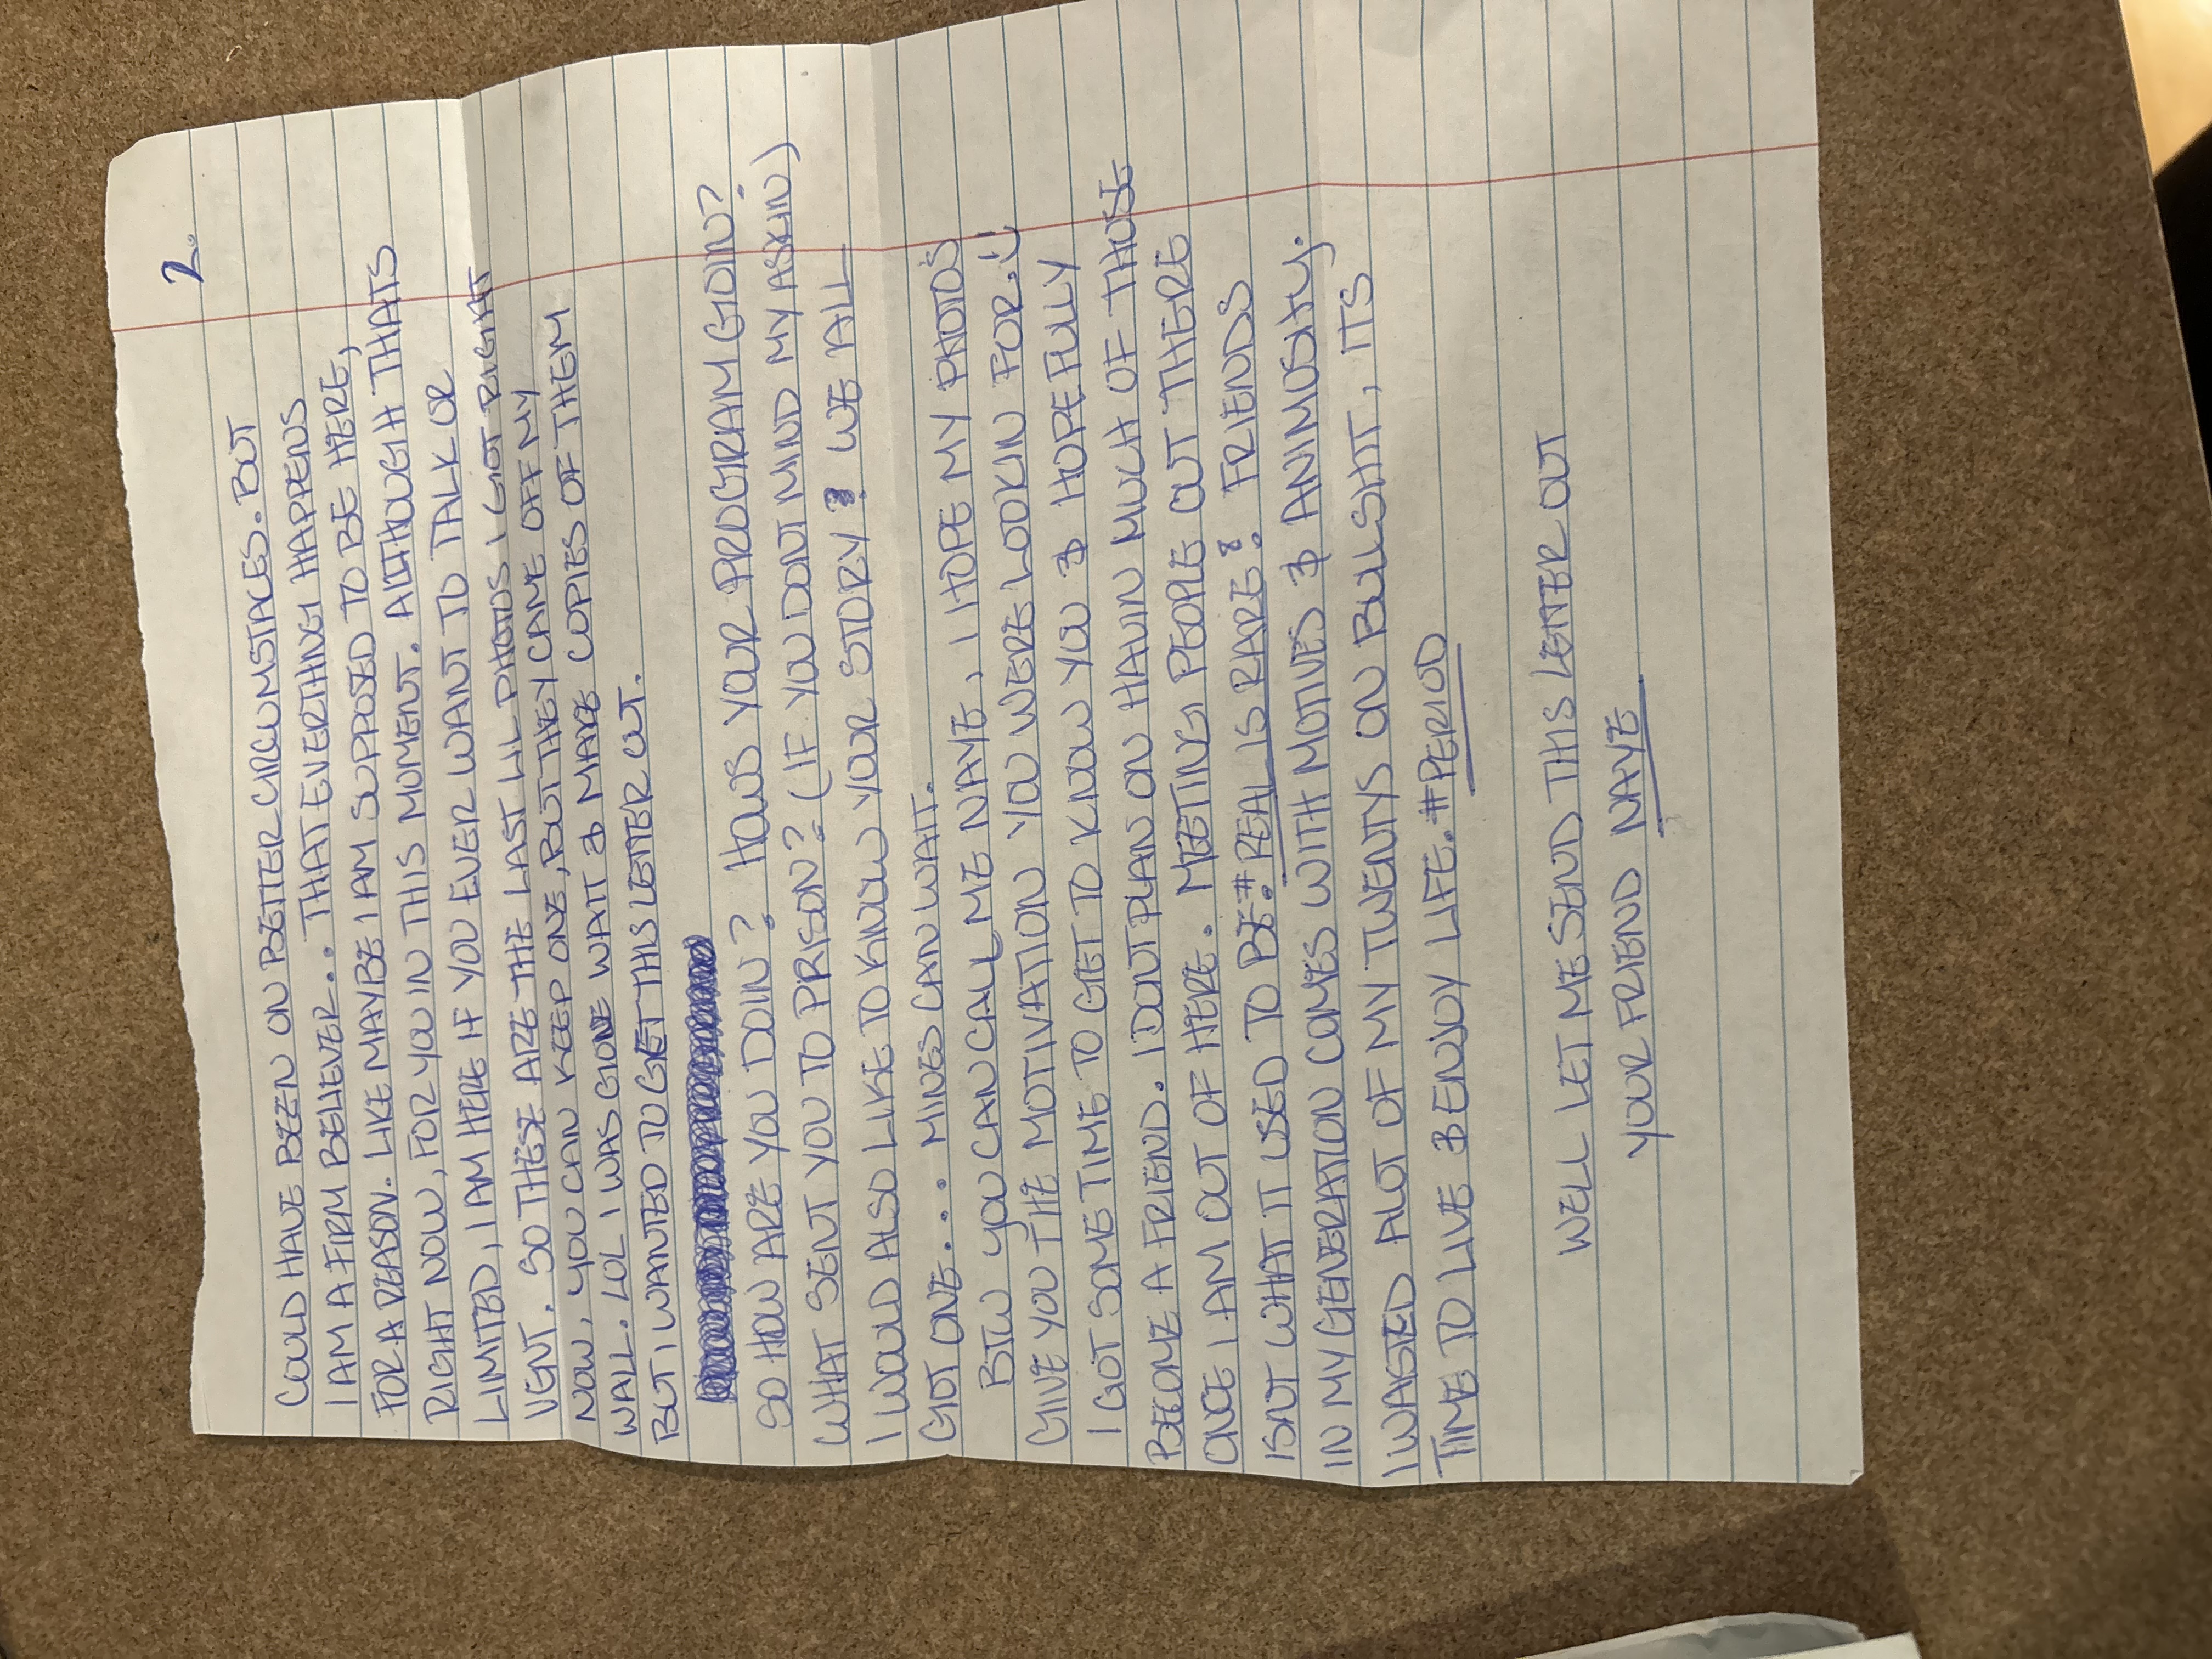 2.
COULD HAVE BEEN ON BETTER CIRCUMSTACES. BUT
I AM A FIRM BELIEVER.. THAT EVERTHNG HAPPENS
FOR A REASON. LIKE MAYBE I AM SUPPOSED TO BE HERE,
RIGHT NOW, FOR YOU IN THIS MOMENT. ALTHOUGH THATS
LIMITED, I AM HERE IF YOU EVER WANT TO TALK OR
VENT. SO THESE ARE THE LAST LIL PHOTOS I GOT RIGHT
NOW, YOU CAN KEEP ONE, BUT THEY CAME OFF MY
WALL. LOL I WAS GONE WAIT & MAKE COPIES OF THEM
BUT I WANTED TO GET THIS LETTER OUT.
SO HOW ARE YOU DOIN? HOWS YOUR PROGRAM GOIN?
WHAT SENT YOU TO PRISON? (IF YOU DONT MIND MY ASKIN)
I WOULD ALSO LIKE TO KNOW YOUR STORY? WE ALL
GOT ONE... MINES CAN WAIT.
BTW YOU CAN CALL ME NAYE, I HOPE MY PHOTOS
GIVE YOU THE MOTIVATION YOU WERE LOOKIN FOR. :)
I GOT SOME TIME TO GET TO KNOW YOU & HOPEFULLY
BECOME A FRIEND. I DONT PLAN ON HAVIN MUCH OF THOSE
ONCE I AM OUT OF HERE. MEETING PEOPLE OUT THERE
ISNT WHAT IT USED TO BE. #REAL IS RARE! FRIENDS
IN MY GENERATION COMES WITH MOTIVES & ANIMOSITY.
I WASTED ALOT OF MY TWENTYS ON BULLSHIT, ITS
TIME TO LIVE & ENJOY LIFE. #PERIOD
WELL LET ME SEND THIS LETTER OUT
YOUR FRIEND NAYE